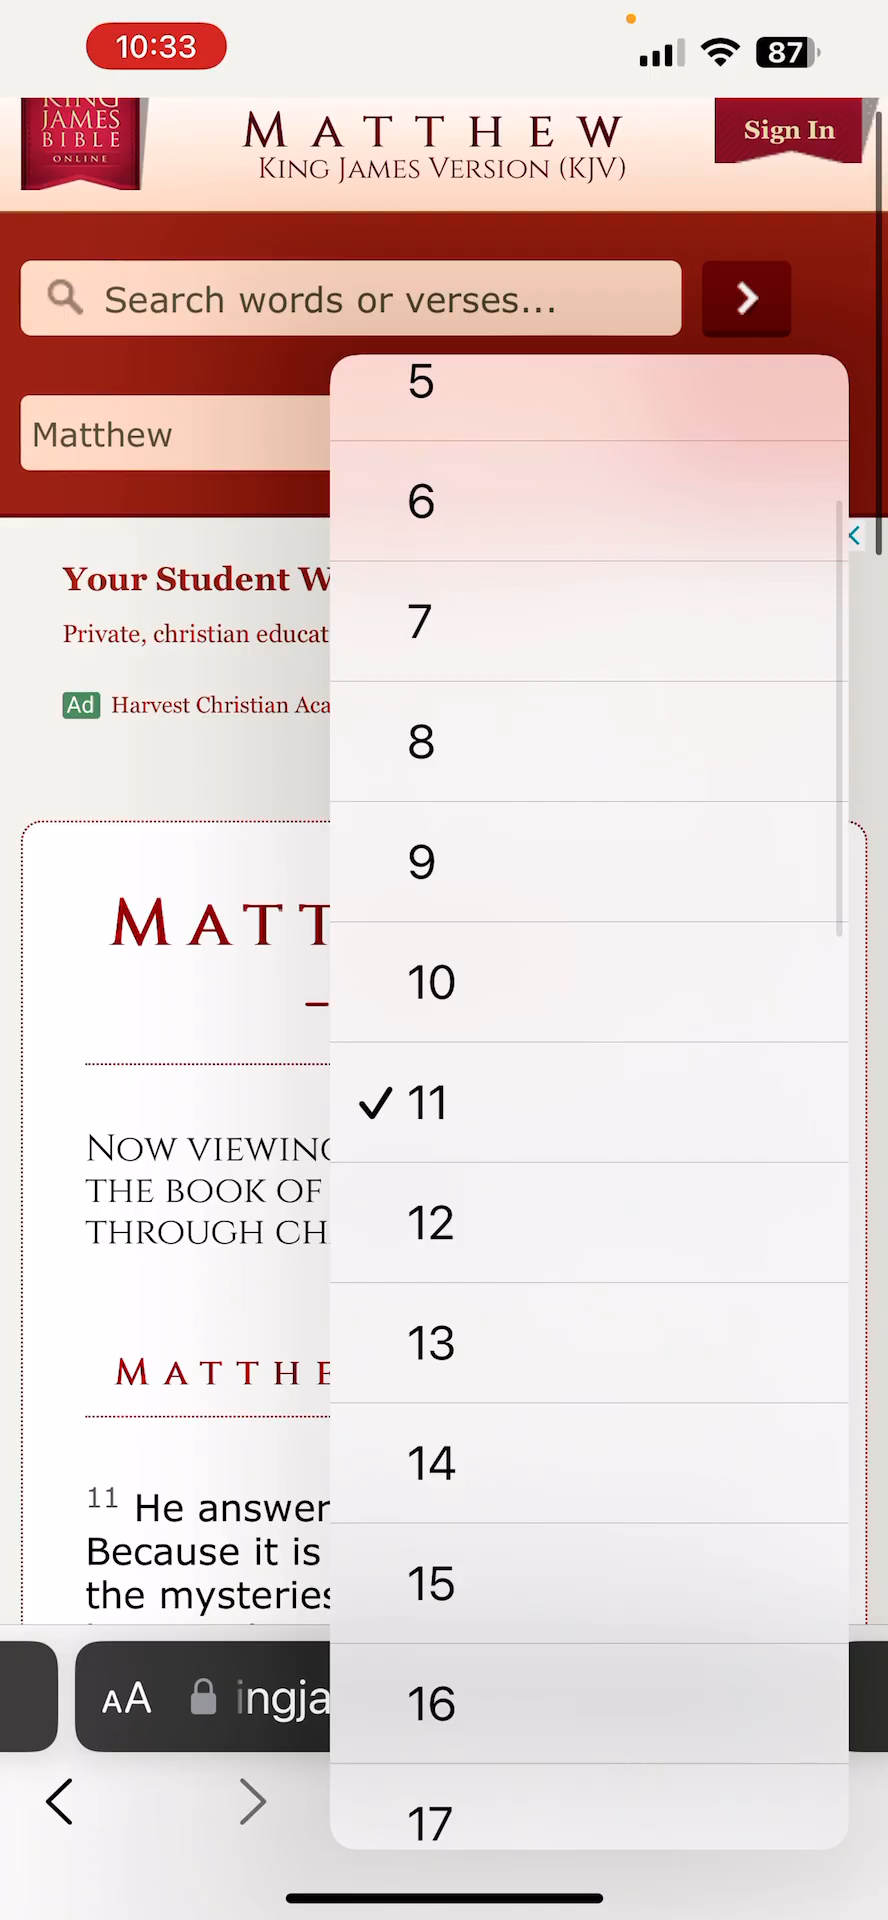 10:33
87
KING
JAMES
BIBLE
ONLINE
MATTHEW
KING JAMES VERSION (KJV)
Sign In
Search words or verses...
Matthew
5
6
7
8
9
10
11
12
13
14
15
16
17
Your Student W
Private, christian educat
Ad Harvest Christian Aca
MATT
–
NOW VIEWING
THE BOOK OF
THROUGH CH
MATTHE
11 He answer
Because it is
the mysteries
AA ingja